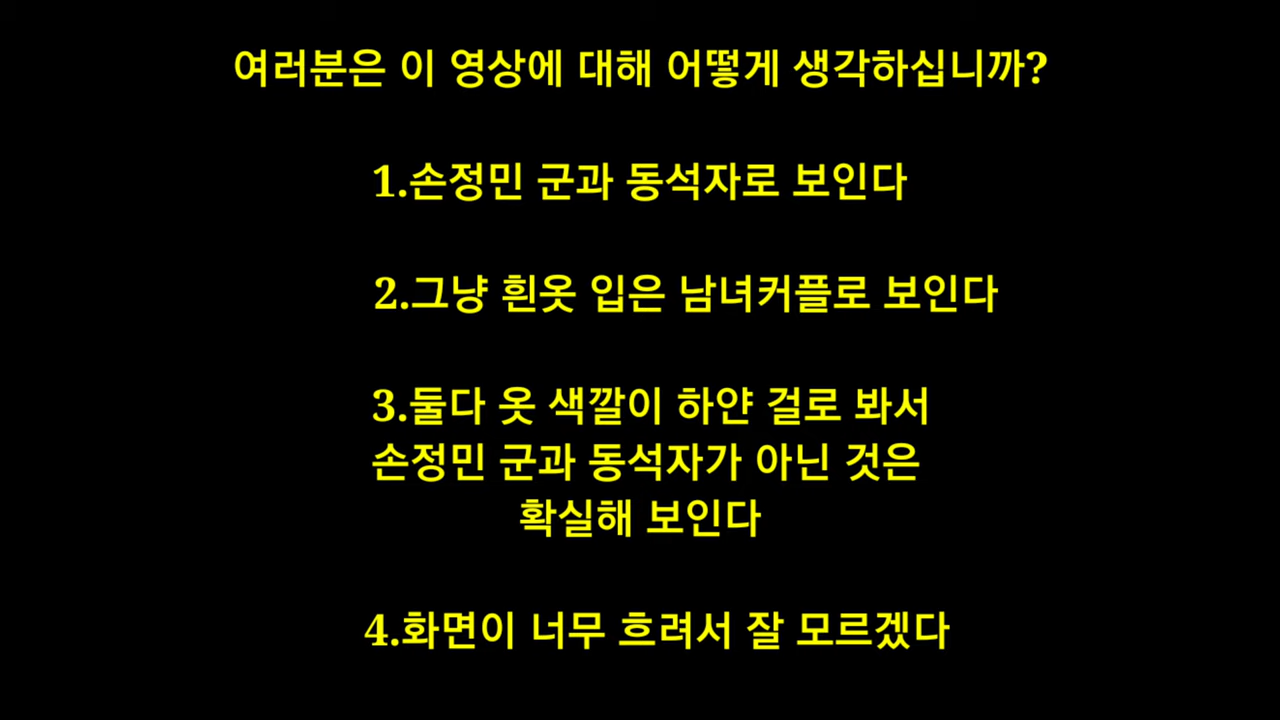 여러분은 이 영상에 대해 어떻게 생각하십니까?
1.손정민 군과 동석자로 보인다
2.그냥 흰옷 입은 남녀커플로 보인다
3.둘다 옷 색깔이 하얀 걸로 봐서
손정민 군과 동석자가 아닌 것은
확실해 보인다
4.화면이 너무 흐려서 잘 모르겠다